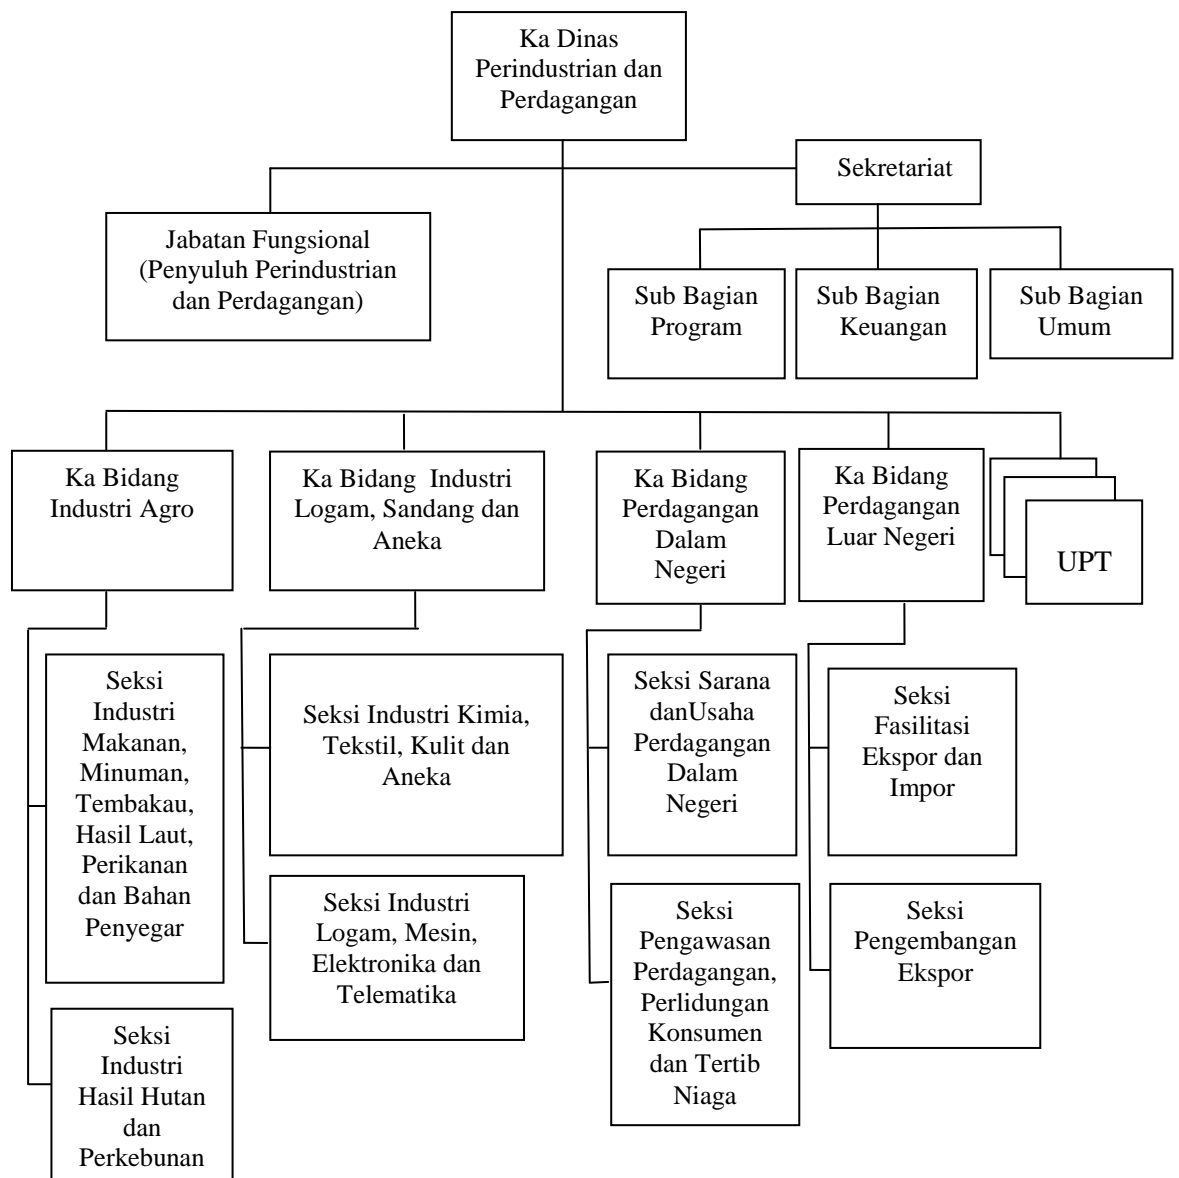 Ka Dinas
Perindustrian dan
Perdagangan
Sekretariat
Jabatan Fungsional
(Penyuluh Perindustrian
dan Perdagangan)
Sub Bagian
Program
Sub Bagian
Keuangan
Sub Bagian
Umum
Ka Bidang
Industri Agro
Ka Bidang Industri
Logam, Sandang dan
Aneka
Ka Bidang
Perdagangan
Dalam
Negeri
Ka Bidang
Perdagangan
Luar Negeri
UPT
Seksi
Industri
Makanan,
Minuman,
Tembakau,
Hasil Laut,
Perikanan
dan Bahan
Penyegar
Seksi Industri Kimia,
Tekstil, Kulit dan
Aneka
Seksi Sarana
danUsaha
Perdagangan
Dalam
Negeri
Seksi
Fasilitasi
Ekspor dan
Impor
Seksi Industri
Logam, Mesin,
Elektronika dan
Telematika
Seksi
Pengawasan
Perdagangan,
Perlidungan
Konsumen
dan Tertib
Niaga
Seksi
Pengembangan
Ekspor
Seksi
Industri
Hasil Hutan
dan
Perkebunan